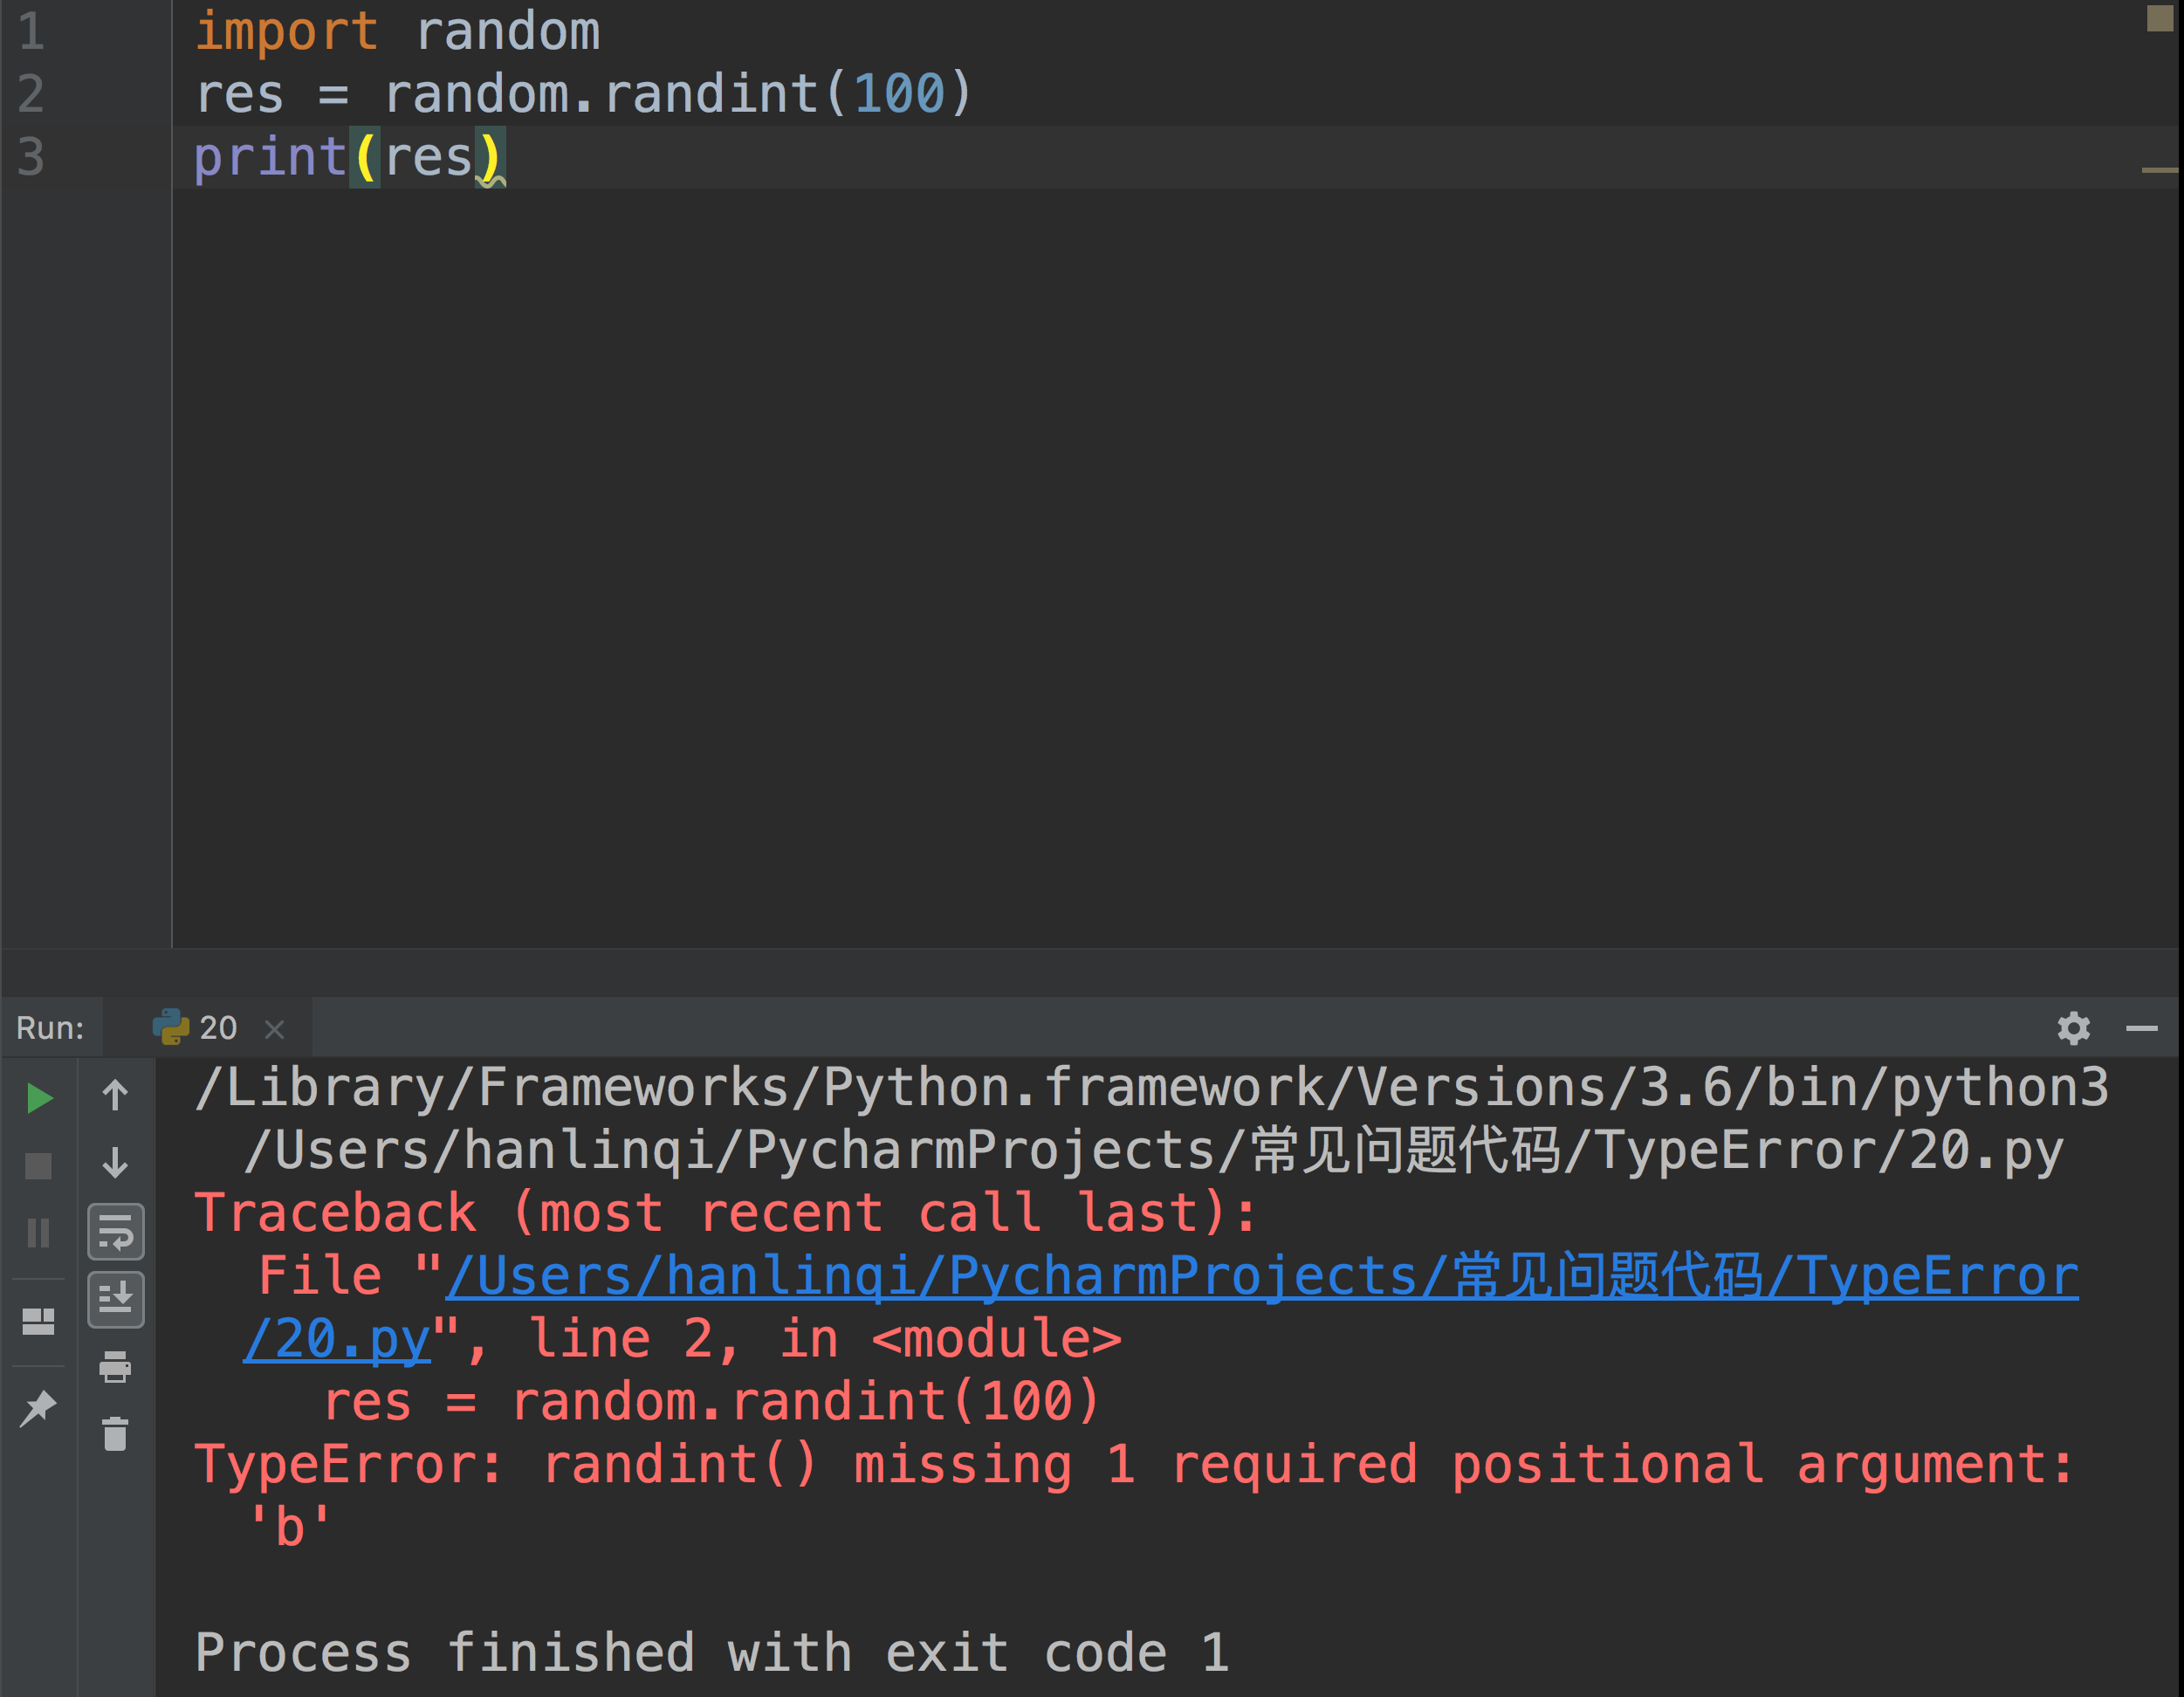 1 import random
2 res = random.randint(100)
3 print(res)
Run: 20
/Library/Frameworks/Python.framework/Versions/3.6/bin/python3
/Users/hanlinqi/PycharmProjects/常见问题代码/TypeError/20.py
Traceback (most recent call last):
File "/Users/hanlinqi/PycharmProjects/常见问题代码/TypeError
/20.py", line 2, in <module>
res = random.randint(100)
TypeError: randint() missing 1 required positional argument:
'b'
Process finished with exit code 1